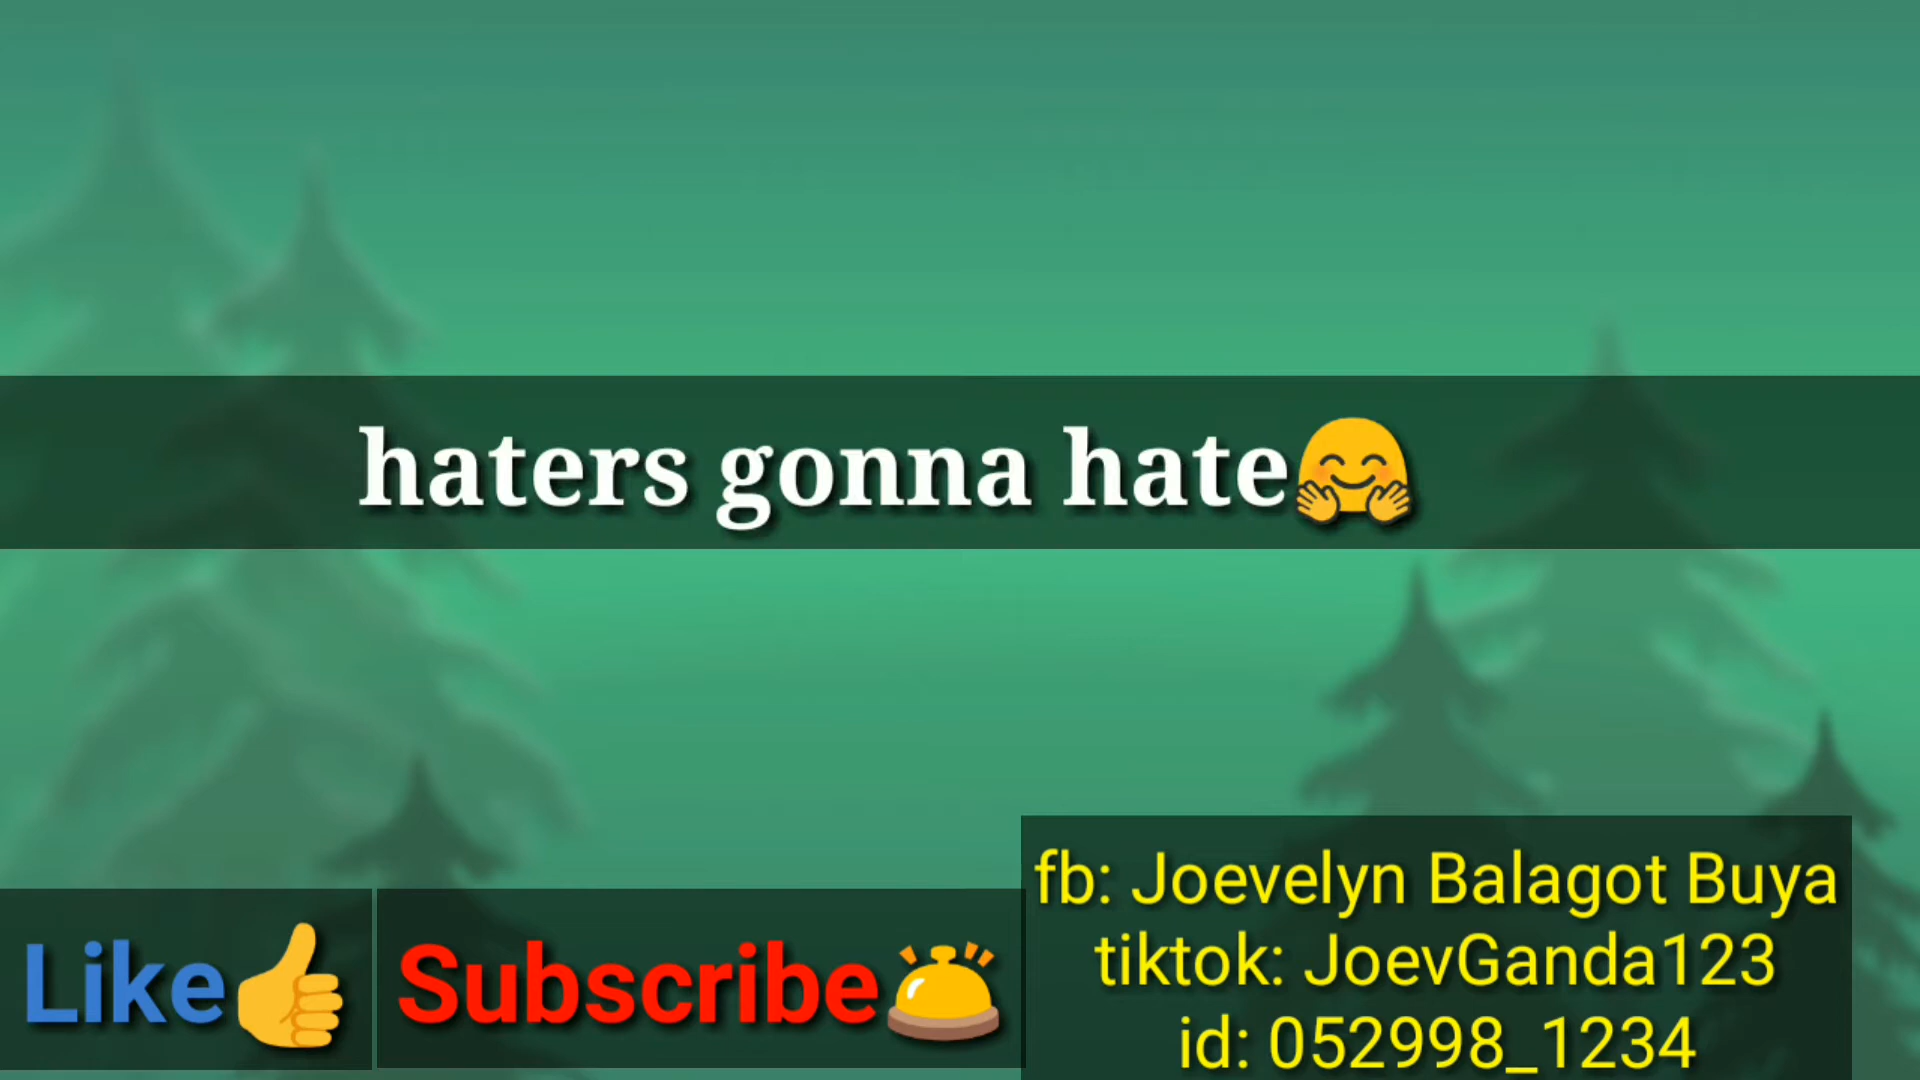 haters gonna hate🤗
Like👍
Subscribe🛎️
fb: Joevelyn Balagot Buya
tiktok: JoevGanda123
id: 052998_1234